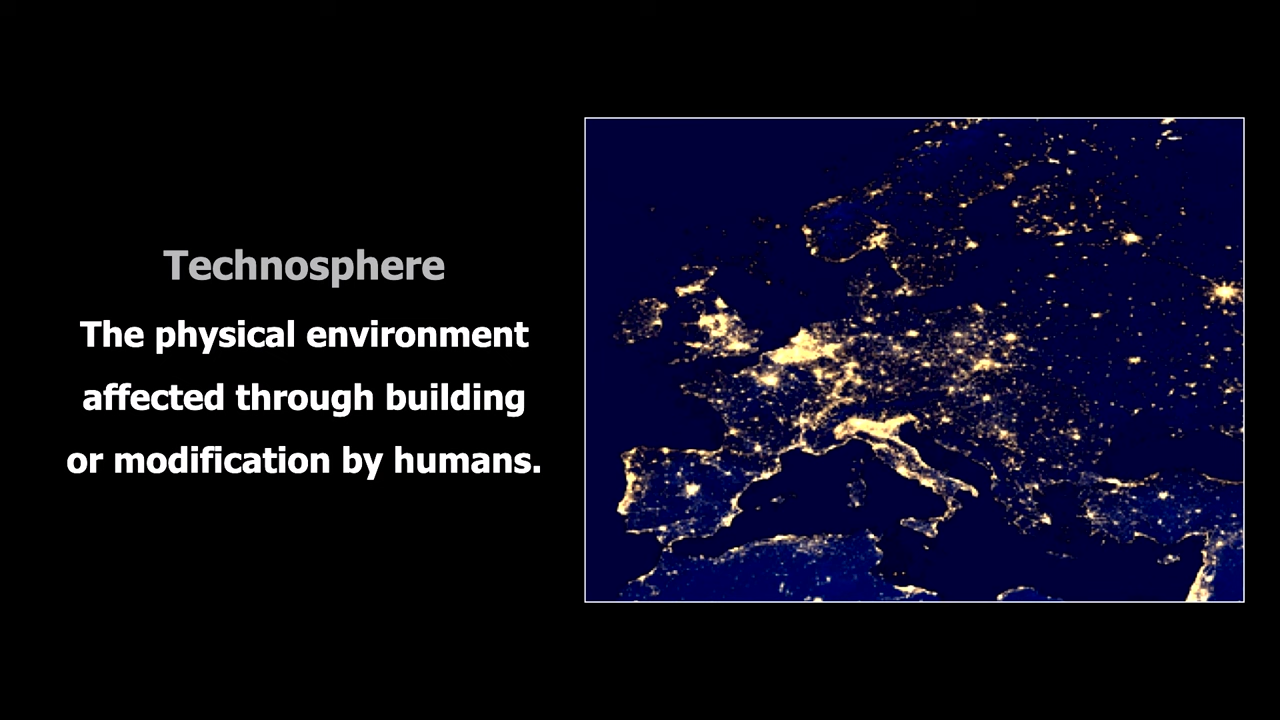 Technosphere
The physical environment
affected through building
or modification by humans.